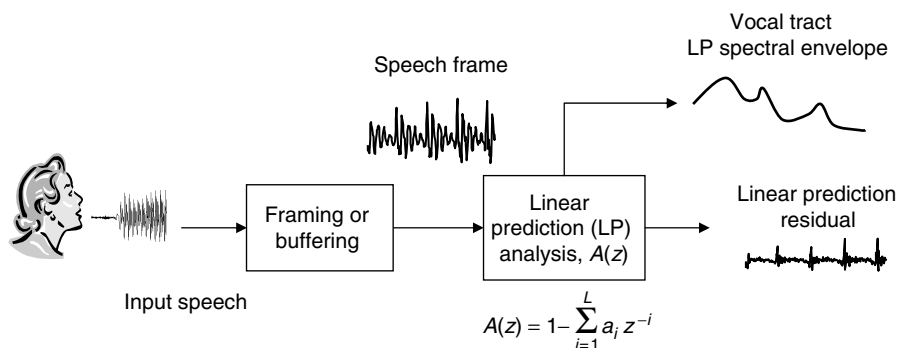 Vocal tract
LP spectral envelope
Speech frame
Framing or
buffering
Linear
prediction (LP)
analysis, A(z)
Linear prediction
residual
Input speech
A(z) = 1– ∑_{i=1}^{L} a_i z^{–i}